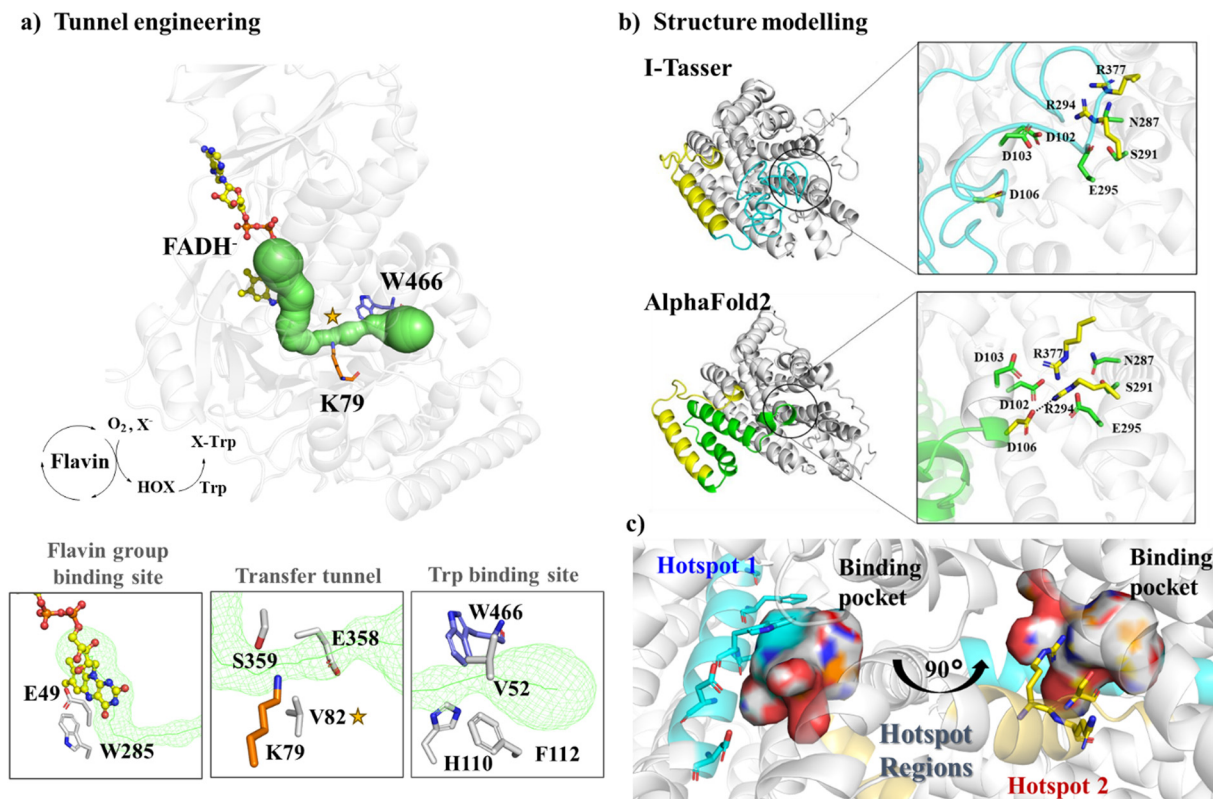 a) Tunnel engineering
FADH⁻
W466
K79
O₂, X⁻
X-Trp
Flavin
HOX
Trp
Flavin group
binding site
E49
W285
Transfer tunnel
S359
E358
V82
K79
Trp binding site
W466
V52
H110
F112
b) Structure modelling
I-Tasser
R377
R294
N287
D102
D103
S291
D106
E295
AlphaFold2
D103
R377
N287
S291
D102
R294
D106
E295
c)
Hotspot 1
Binding
pocket
90°
Binding
pocket
Hotspot
Regions
Hotspot 2